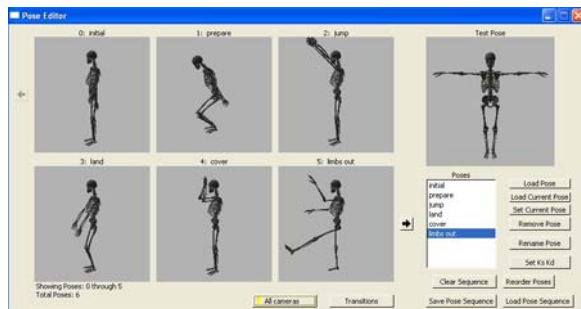 Pose Editor
0: initial
1: prepare
2: jump
Test Pose
3: land
4: cover
5: limbs out
Poses
initial
prepare
jump
land
cover
limbs out
Load Pose
Load Current Pose
Set Current Pose
Remove Pose
Rename Pose
Set Ks Kd
Clear Sequence
Reorder Poses
Showing Poses: 0 through 5
Total Poses: 6
All cameras
Transitions
Save Pose Sequence
Load Pose Sequence